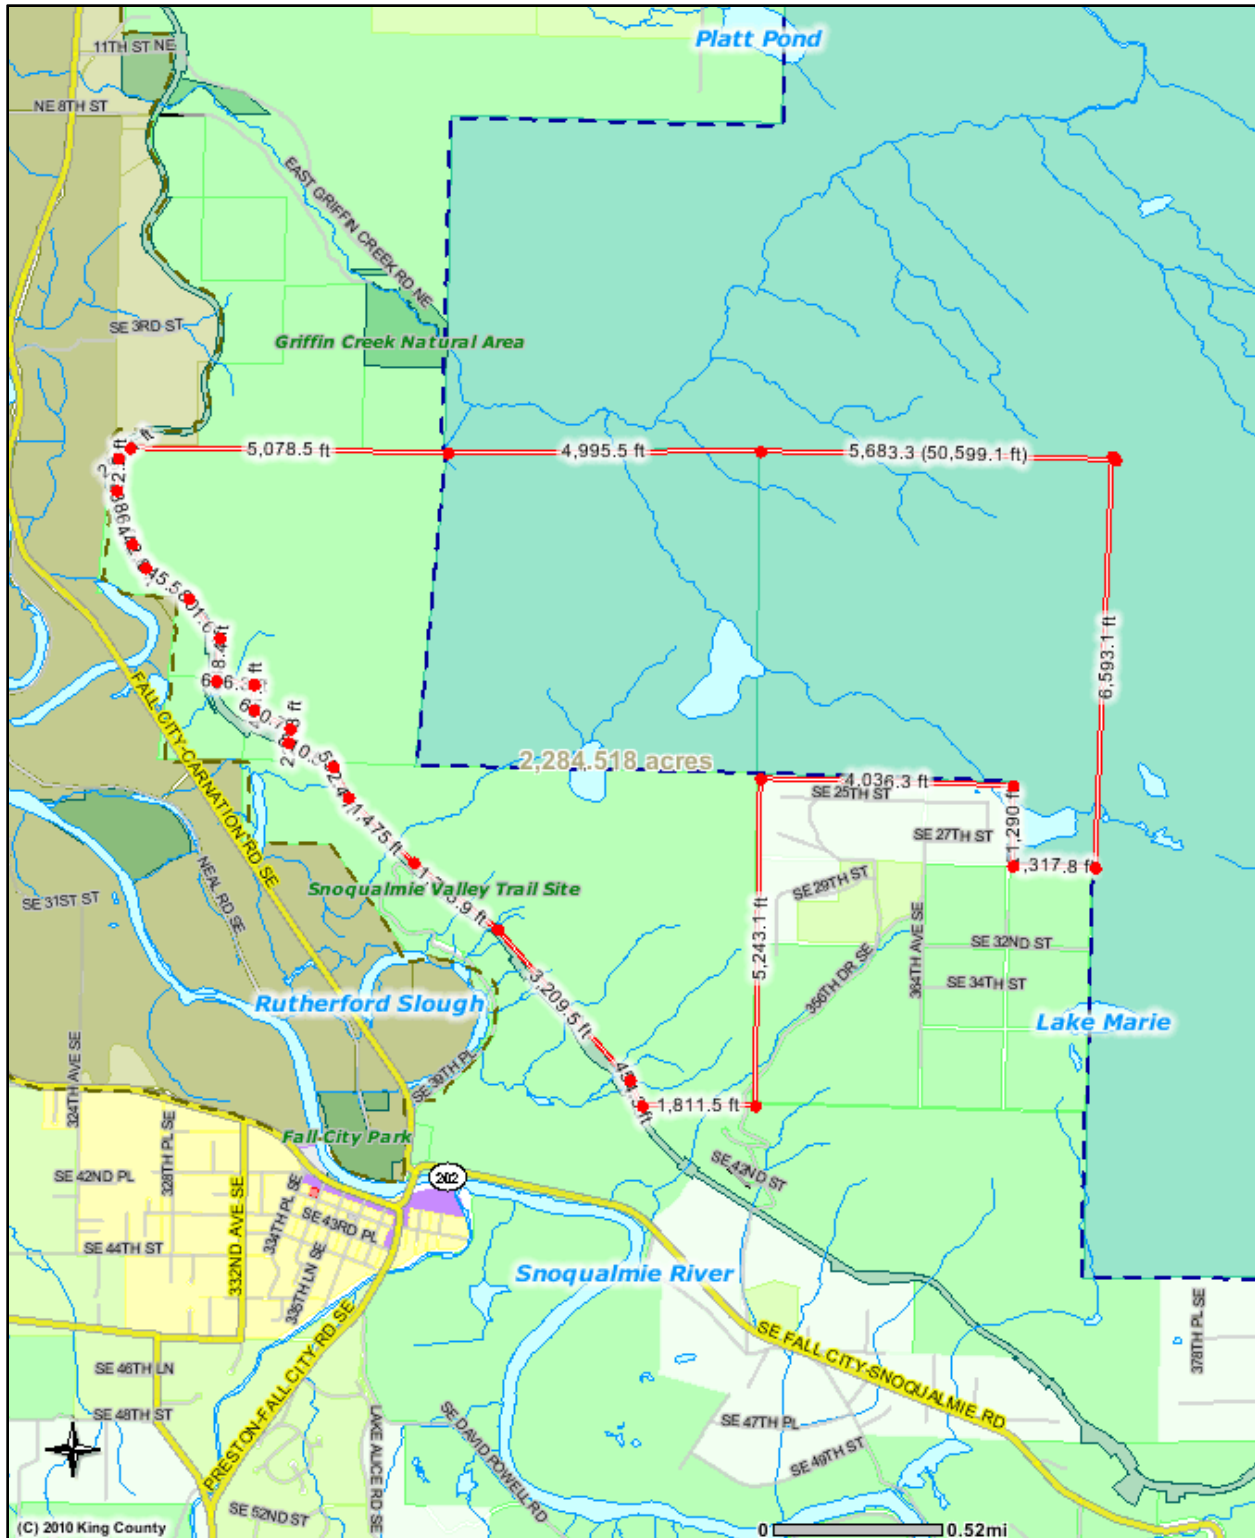 Platt Pond
11TH ST NE
NE 8TH ST
EAST GRIFFIN CREEK RD NE
SE 3RD ST
Griffin Creek Natural Area
5,078.5 ft
4,995.5 ft
5,683.3 (50,599.1 ft)
6,593.1 ft
FALL CITY-CARNATION RD SE
2,284.518 acres
4,036.3 ft
SE 25TH ST
SE 27TH ST
1,290 ft
1,475 ft
SE 29TH ST
Snoqualmie Valley Trail Site
NEAL RD SE
SE 31ST ST
5,243.1 ft
364TH AVE SE
SE 32ND ST
356TH DR SE
SE 34TH ST
3,209.5 ft
Rutherford Slough
Lake Marie
324TH AVE SE
SE 39TH PL
1,811.5 ft
328TH PL SE
Fall City Park
SE 42ND PL
SE 43ND ST
202
332ND AVE SE
334TH PL SE
SE 43RD PL
SE 44TH ST
335TH LN SE
Snoqualmie River
378TH PL SE
SE FALL CITY-SNOQUALMIE RD
SE 46TH LN
PRESTON-FALL CITY RD SE
SE 48TH ST
LAKE ALICE RD SE
SE DAVID POWELL RD
SE 47TH PL
SE 49TH ST
SE 52ND ST
(C) 2010 King County
0 0.52mi